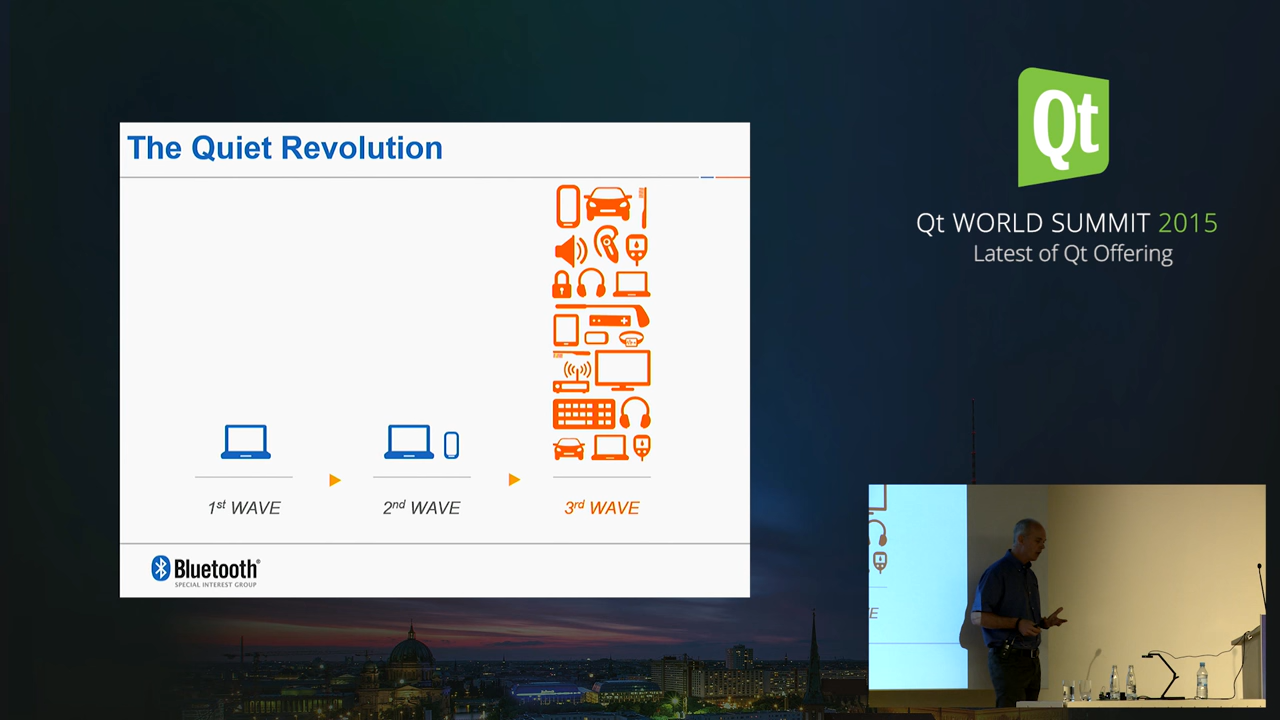 The Quiet Revolution
1st WAVE
2nd WAVE
3rd WAVE
Bluetooth®
SPECIAL INTEREST GROUP
Qt
Qt WORLD SUMMIT 2015
Latest of Qt Offering
E